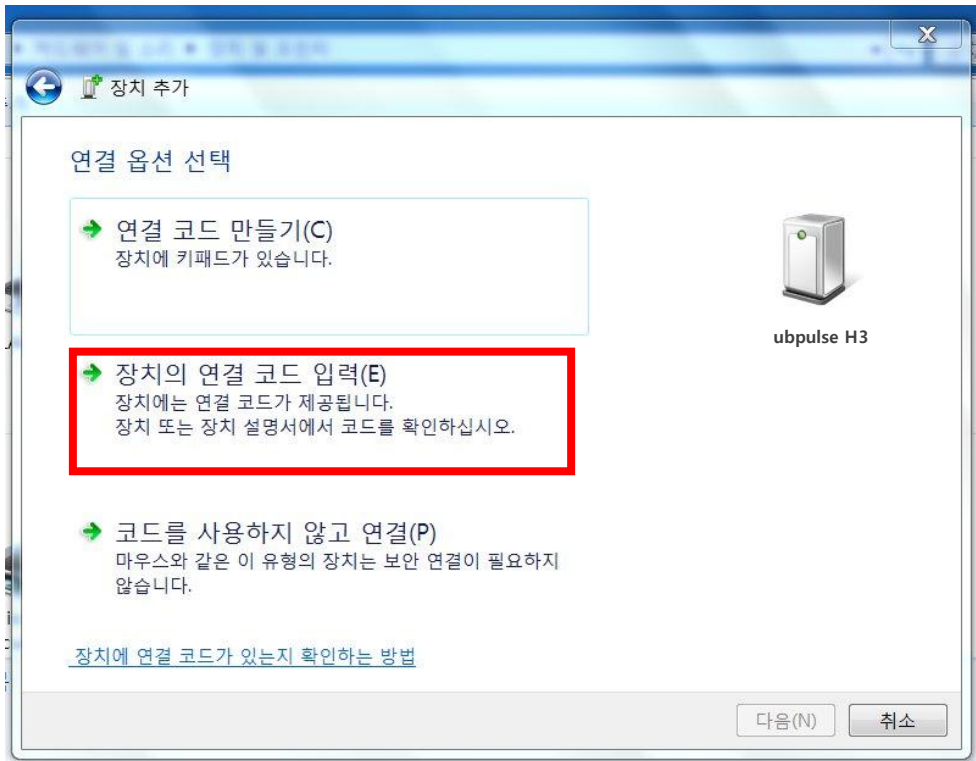 장치 추가
연결 옵션 선택
연결 코드 만들기(C)
장치에 키패드가 있습니다.
ubpulse H3
장치의 연결 코드 입력(E)
장치에는 연결 코드가 제공됩니다.
장치 또는 장치 설명서에서 코드를 확인하십시오.
코드를 사용하지 않고 연결(P)
마우스와 같은 이 유형의 장치는 보안 연결이 필요하지
않습니다.
장치에 연결 코드가 있는지 확인하는 방법
다음(N)
취소